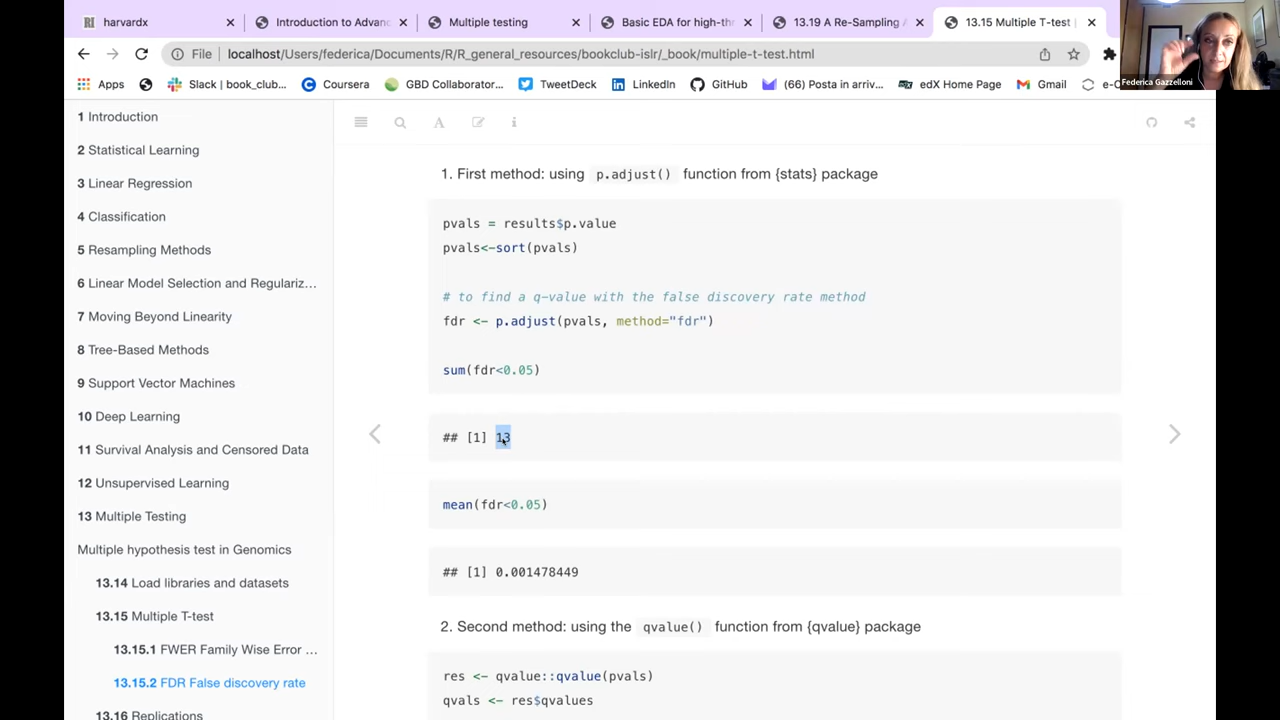 harvardx
Introduction to Advan
Multiple testing
Basic EDA for high-thr
13.19 A Re-Sampling A
13.15 Multiple T-test
File
localhost/Users/federica/Documents/R/R_general_resources/bookclub-islr/_book/multiple-t-test.html
Federica Gazzelloni
Apps
Slack | book_club...
Coursera
GBD Collaborator...
TweetDeck
LinkedIn
GitHub
(66) Posta in arriv...
edX Home Page
Gmail
1 Introduction
2 Statistical Learning
3 Linear Regression
4 Classification
5 Resampling Methods
6 Linear Model Selection and Regulariz...
7 Moving Beyond Linearity
8 Tree-Based Methods
9 Support Vector Machines
10 Deep Learning
11 Survival Analysis and Censored Data
12 Unsupervised Learning
13 Multiple Testing
Multiple hypothesis test in Genomics
13.14 Load libraries and datasets
13.15 Multiple T-test
13.15.1 FWER Family Wise Error ...
13.15.2 FDR False discovery rate
13.16 Replications
1. First method: using p.adjust() function from {stats} package
pvals = results$p.value
pvals<-sort(pvals)
# to find a q-value with the false discovery rate method
fdr <- p.adjust(pvals, method="fdr")
sum(fdr<0.05)
## [1] 13
mean(fdr<0.05)
## [1] 0.001478449
2. Second method: using the qvalue() function from {qvalue} package
res <- qvalue::qvalue(pvals)
qvals <- res$qvalues